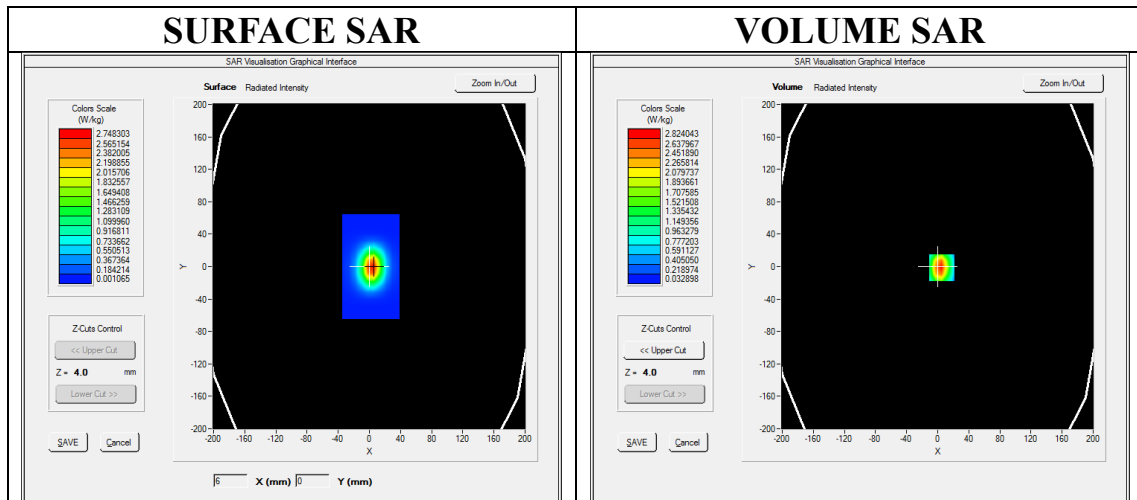 SURFACE SAR
VOLUME SAR
SAR Visualisation Graphical Interface
Surface Radiated Intensity
Zoom In/Out
Colors Scale
(W/kg)
2.748303
2.565154
2.382005
2.198855
2.015706
1.832557
1.649408
1.466259
1.283109
1.099960
0.916811
0.733662
0.550513
0.367364
0.184214
0.001065
Z-Cuts Control
<< Upper Cut
Z = 4.0 mm
Lower Cut >>
SAVE Cancel
200
160
120
80
40
0
-40
-80
-120
-160
-200
Y
-200 -160 -120 -80 -40 0 40 80 120 160 200
X
6 X (mm) 0 Y (mm)
SAR Visualisation Graphical Interface
Volume Radiated Intensity
Zoom In/Out
Colors Scale
(W/kg)
2.824043
2.637967
2.451890
2.265814
2.079737
1.893661
1.707585
1.521508
1.335432
1.149356
0.963279
0.777203
0.591127
0.405050
0.218974
0.032898
Z-Cuts Control
<< Upper Cut
Z = 4.0 mm
Lower Cut >>
SAVE Cancel
200
160
120
80
40
0
-40
-80
-120
-160
-200
Y
-200 -160 -120 -80 -40 0 40 80 120 160 200
X